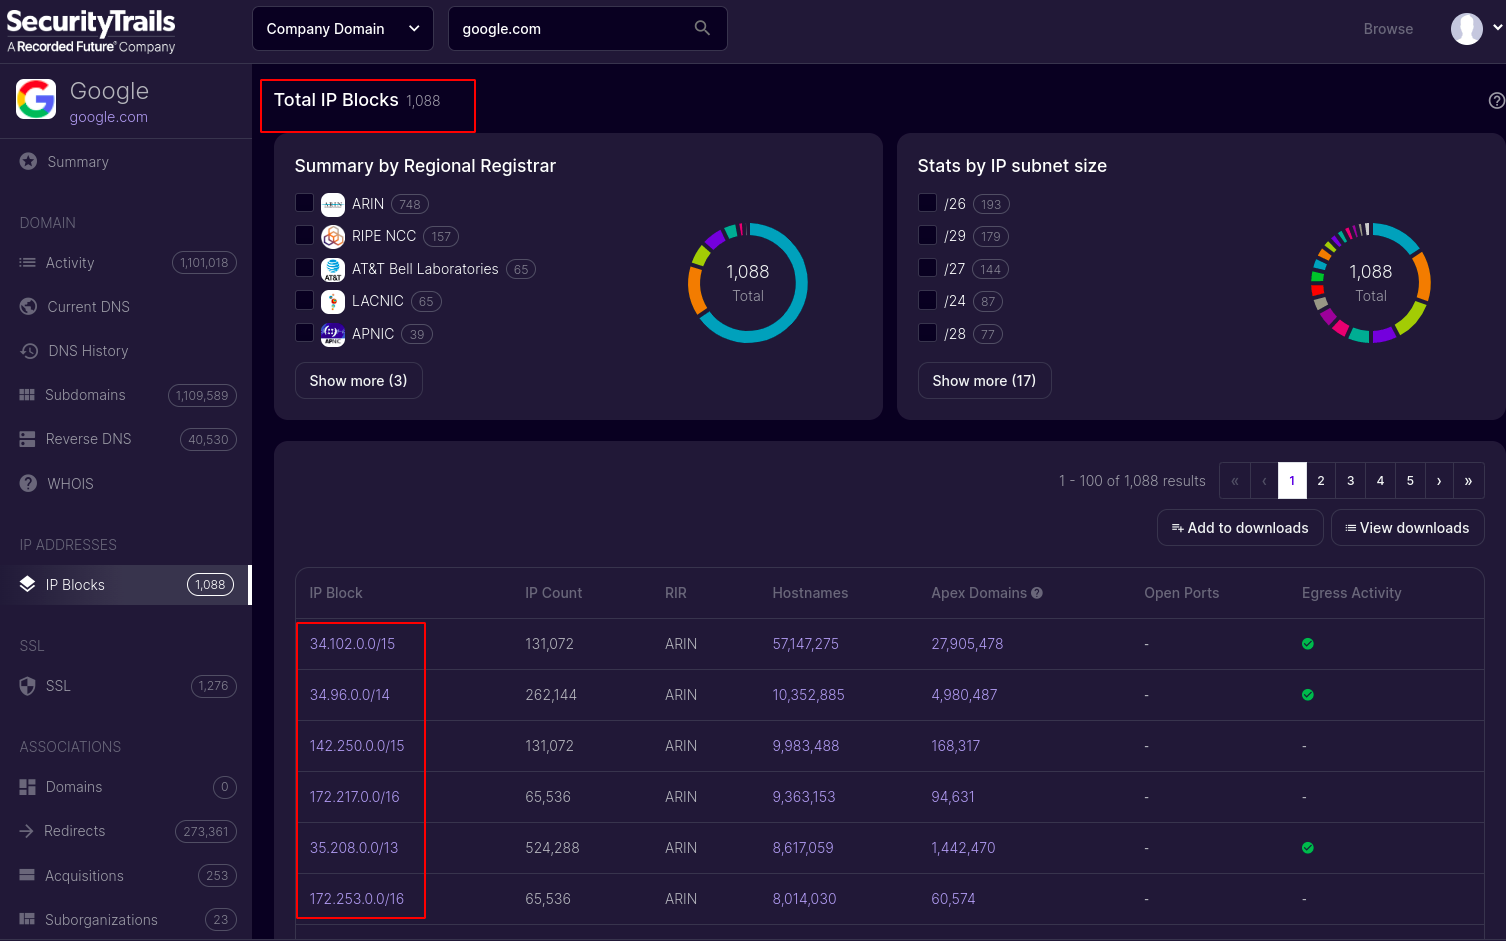 SecurityTrails
A Recorded Future® Company
Company Domain
google.com
Browse
Google
google.com
Summary
DOMAIN
Activity 1,101,018
Current DNS
DNS History
Subdomains 1,109,589
Reverse DNS 40,530
WHOIS
IP ADDRESSES
IP Blocks 1,088
SSL
SSL 1,276
ASSOCIATIONS
Domains 0
Redirects 273,361
Acquisitions 253
Suborganizations 23
Total IP Blocks 1,088
Summary by Regional Registrar
ARIN ARIN 748
RIPE NCC 157
AT&T AT&T Bell Laboratories 65
LACNIC 65
APNIC APNIC 39
Show more (3)
1,088
Total
Stats by IP subnet size
/26 193
/29 179
/27 144
/24 87
/28 77
Show more (17)
1,088
Total
1 - 100 of 1,088 results « ‹ 1 2 3 4 5 › »
Add to downloads View downloads
IP Block IP Count RIR Hostnames Apex Domains ? Open Ports Egress Activity
34.102.0.0/15 131,072 ARIN 57,147,275 27,905,478 -
34.96.0.0/14 262,144 ARIN 10,352,885 4,980,487 -
142.250.0.0/15 131,072 ARIN 9,983,488 168,317 - -
172.217.0.0/16 65,536 ARIN 9,363,153 94,631 - -
35.208.0.0/13 524,288 ARIN 8,617,059 1,442,470 -
172.253.0.0/16 65,536 ARIN 8,014,030 60,574 - -